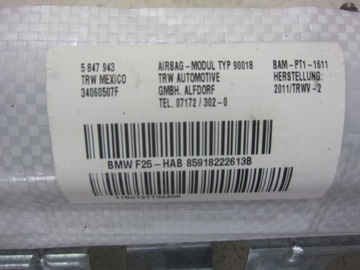 5 847 943
TRW MEXICO
34060507F
AIRBAG-MODUL TYP 90018
TRW AUTOMOTIVE
GMBH. ALFDORF
TEL. 07172 / 302-0
BAM-PT1-1611
HERSTELLUNG:
2011/TRWV-2
BMW F25-HAB 85918222613B